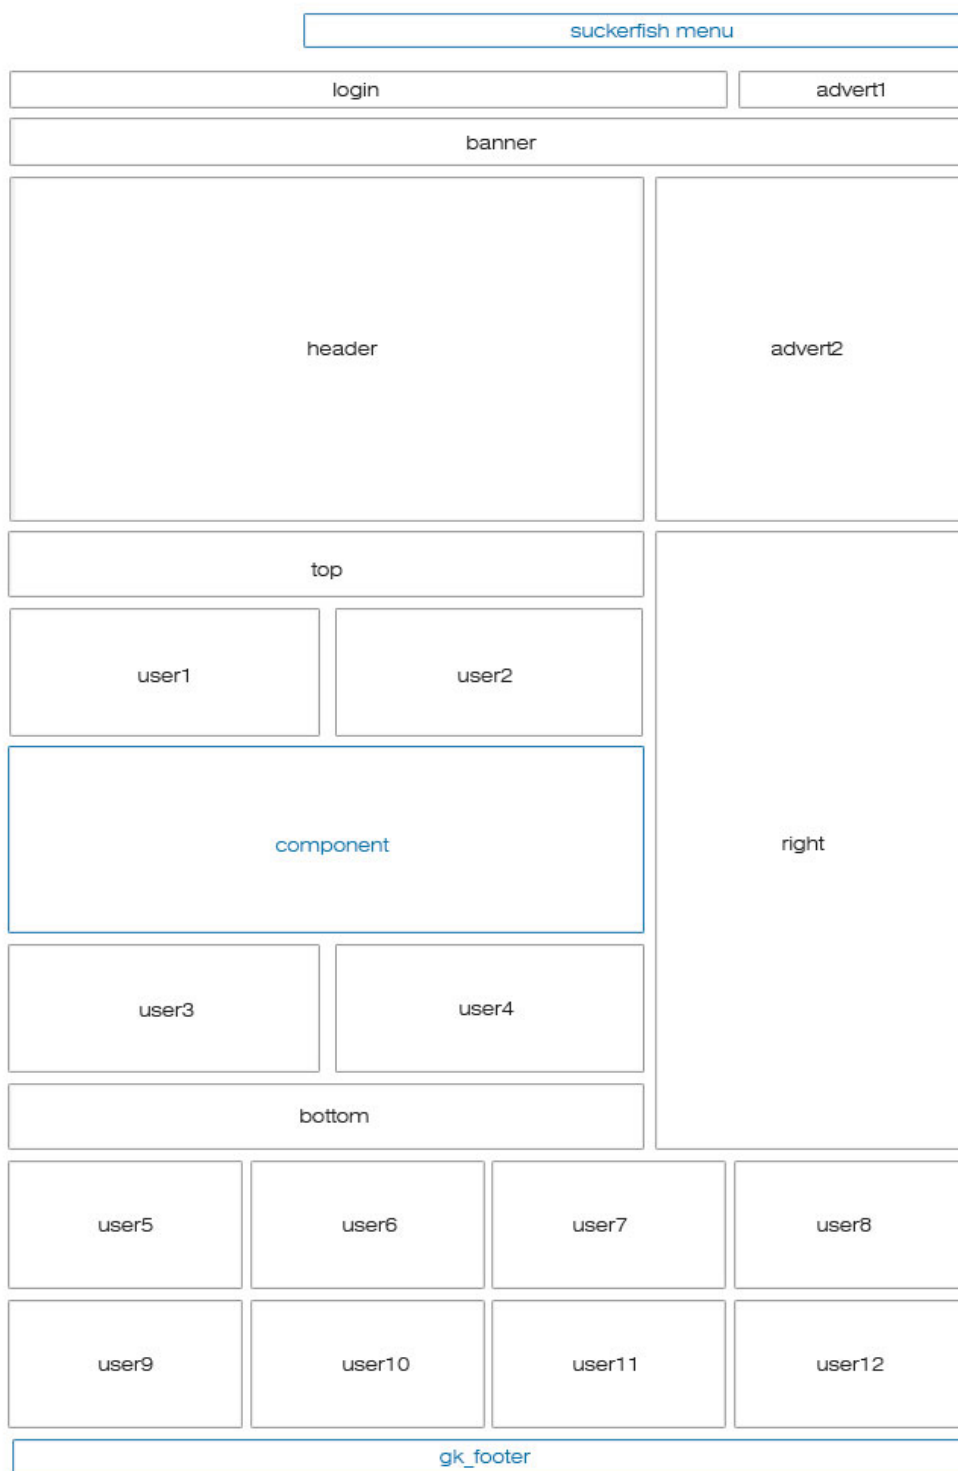 suckerfish menu
login
advert1
banner
header
advert2
top
user1
user2
component
right
user3
user4
bottom
user5
user6
user7
user8
user9
user10
user11
user12
gk_footer